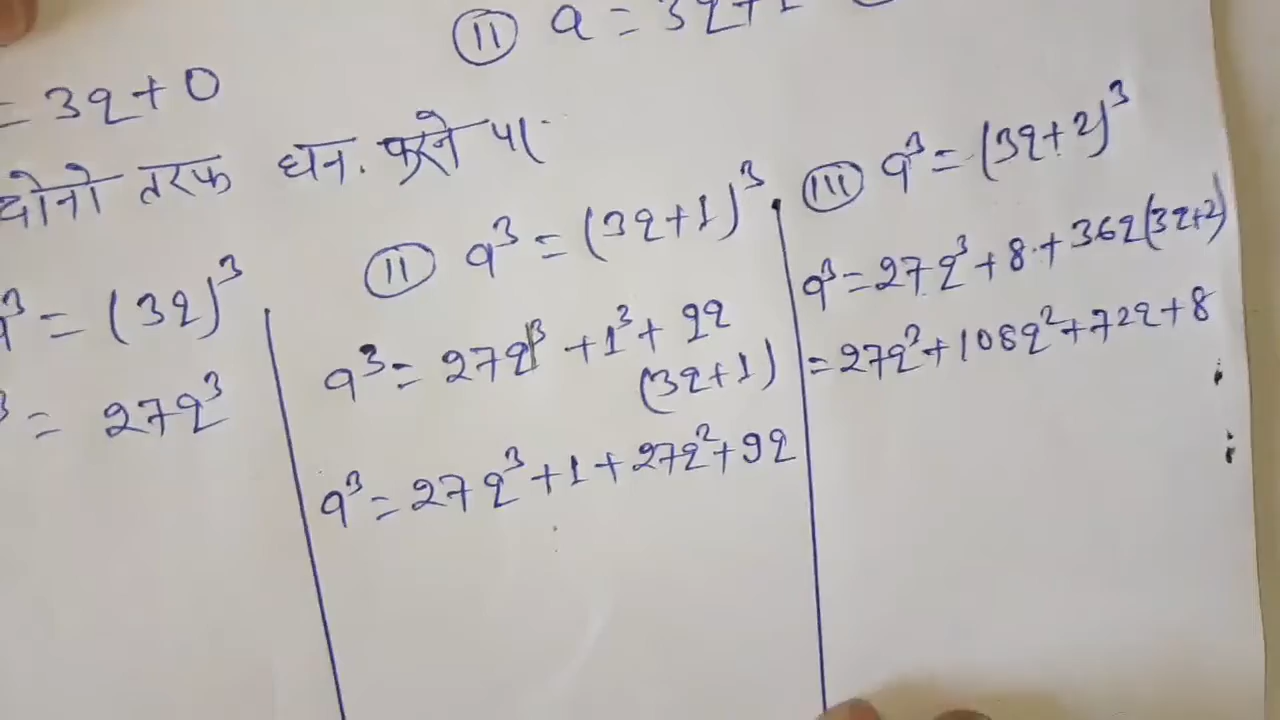 (II) a = 3q+1
= 3q+0
दोनो तरफ घन. करने पर
a³ = (3q)³
³ = 27q³
(II) a³ = (3q+1)³
a³ = 27q³ + 1³ + 9q
(3q+1)
a³ = 27q³ + 1 + 27q² + 9q
(III) a³ = (3q+2)³
a³ = 27q³ + 8 + 36q(3q+2)
= 27q³ + 108q² + 72q + 8